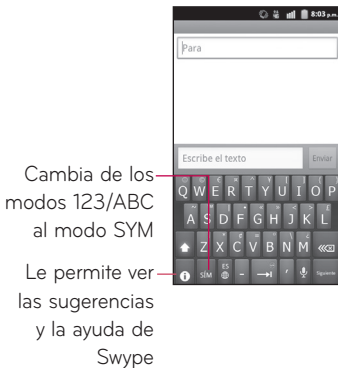 8:03 p.m.
Para
Escribe el texto
Enviar
Q W E R T Y U I O P
A S D F G H J K L
Z X C V B N M
SÍM ES - ' Siguiente
Cambia de los
modos 123/ABC
al modo SYM
Le permite ver
las sugerencias
y la ayuda de
Swype